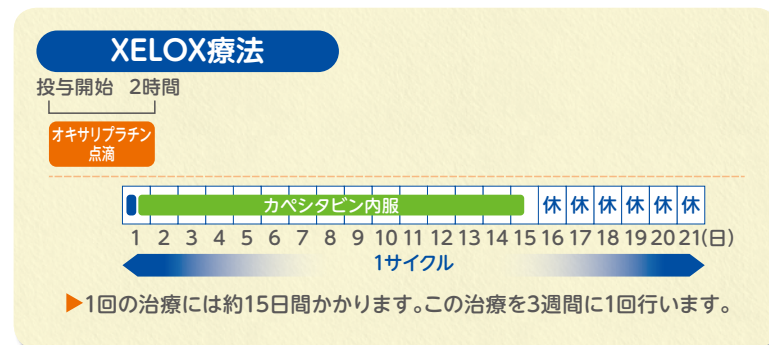 XELOX療法
投与開始 2時間
オキサリプラチン
点滴
カペシタビン内服 休 休 休 休 休 休
1 2 3 4 5 6 7 8 9 10 11 12 13 14 15 16 17 18 19 20 21(日)
1サイクル
▶1回の治療には約15日間かかります。この治療を3週間に1回行います。